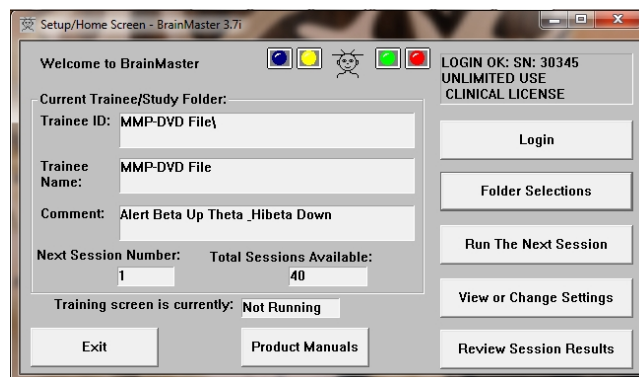 Setup/Home Screen - BrainMaster 3.7i
Welcome to BrainMaster
LOGIN OK: SN: 30345
UNLIMITED USE
CLINICAL LICENSE
Current Trainee/Study Folder:
Trainee ID: MMP-DVD File\
Trainee Name: MMP-DVD File
Comment: Alert Beta Up Theta _Hibeta Down
Next Session Number: Total Sessions Available:
1 40
Training screen is currently: Not Running
Exit
Product Manuals
Login
Folder Selections
Run The Next Session
View or Change Settings
Review Session Results